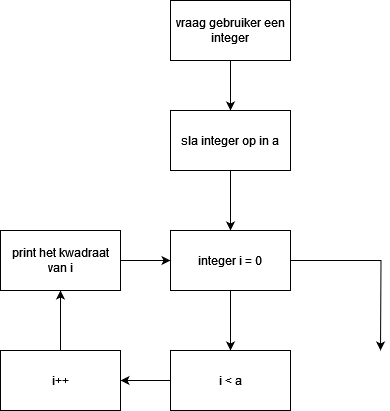 vraag gebruiker een
integer
sla integer op in a
print het kwadraat
van i
integer i = 0
i++
i < a